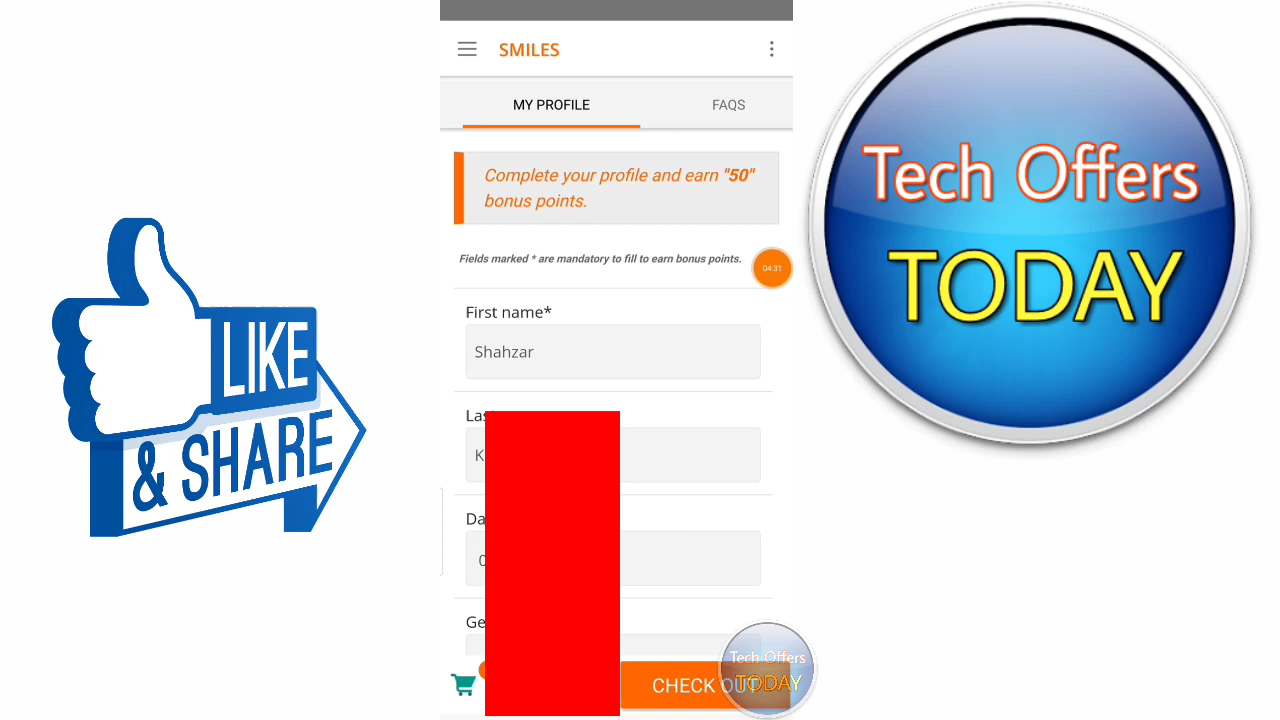 SMILES
MY PROFILE
FAQS
Complete your profile and earn "50"
bonus points.
Fields marked * are mandatory to fill to earn bonus points.
04:31
First name*
Shahzar
CHECK OUT
LIKE
& SHARE
Tech Offers
TODAY
Tech Offers
TODAY